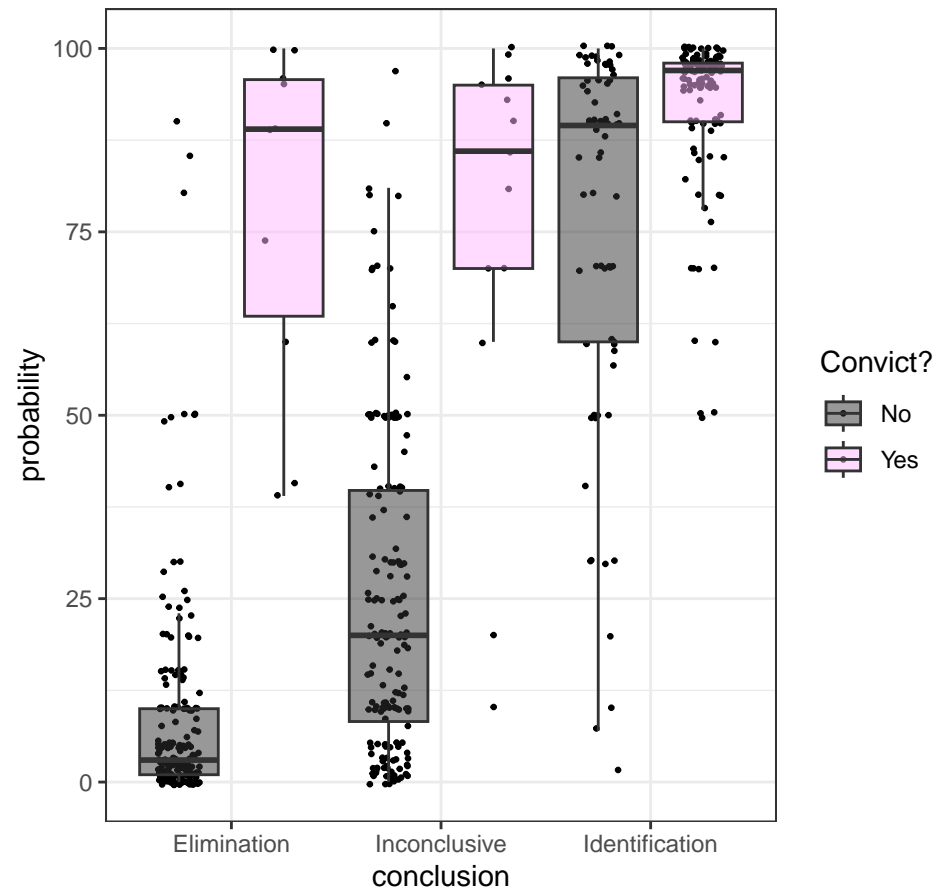 100
75
50
25
0
probability
Elimination
Inconclusive
Identification
conclusion
Convict?
No
Yes